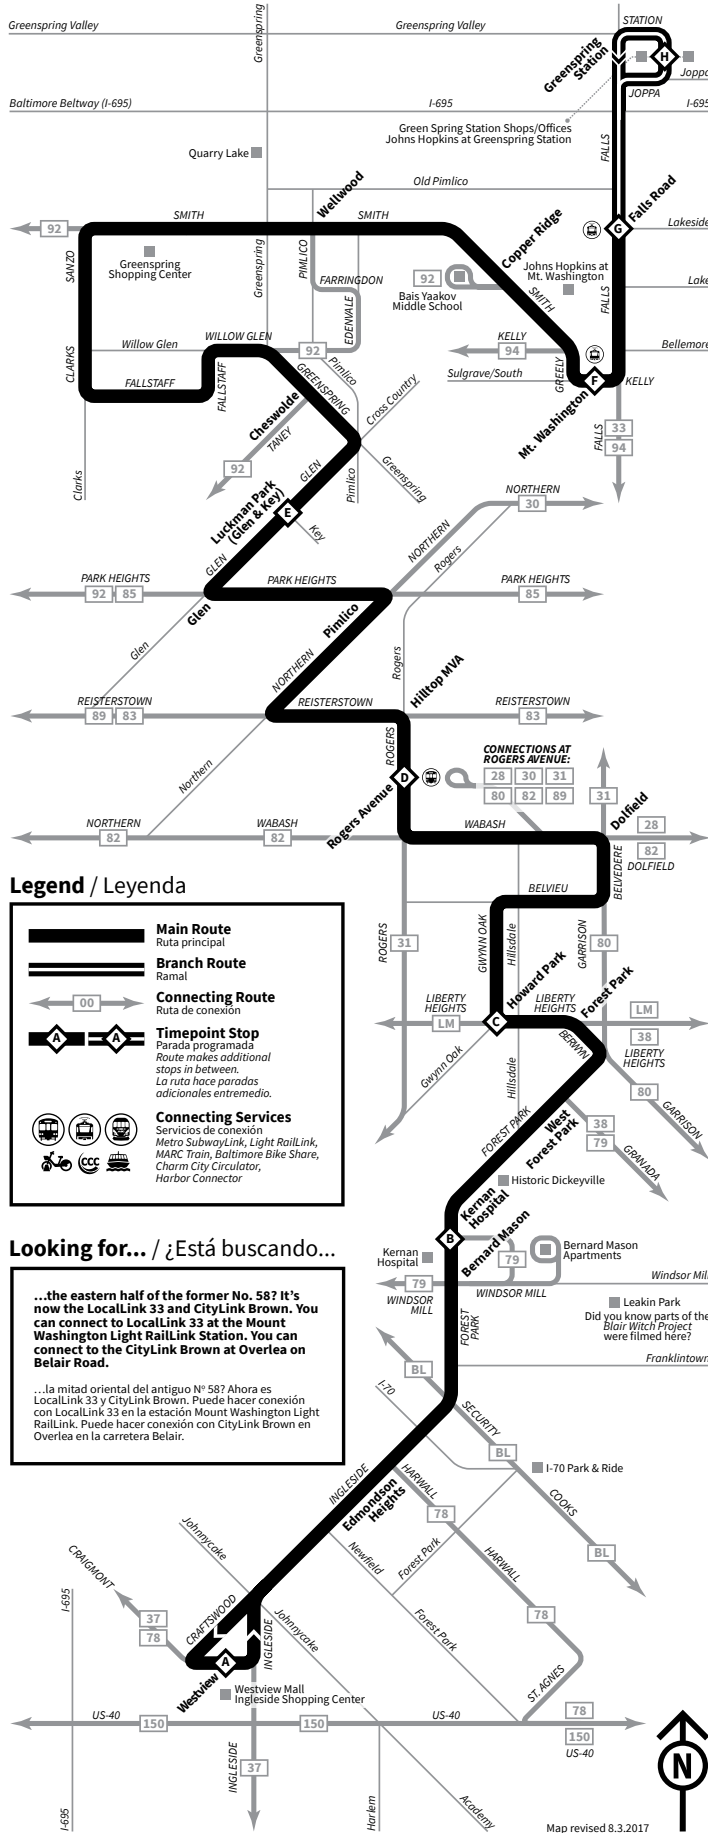 Greenspring Valley
Greenspring
Greenspring Valley
STATION
Greenspring
Station
H
Joppa
JOPPA
Baltimore Beltway (I-695)
I-695
I-695
Green Spring Station Shops/Offices
Johns Hopkins at Greenspring Station
FALLS
Quarry Lake
Old Pimlico
Wellwood
Falls Road
SMITH
SMITH
92
G
Lakeside
SANZO
Greenspring
Shopping Center
Greenspring
PIMLICO
Copper Ridge
Johns Hopkins at
Mt. Washington
FARRINGDON
92
Bais Yaakov
Middle School
SMITH
FALLS
Lake
EDENVALE
CLARKS
Willow Glen
WILLOW GLEN
92
Pimlico
KELLY
94
Bellemore
FALLSTAFF
FALLSTAFF
GREENSPRING
Cross Country
Sulgrave/South
GREELY
F
KELLY
Mt. Washington
Cheswolde
TANEY
92
FALLS
33
94
Clarks
GLEN
Pimlico
Greenspring
Luckman Park
(Glen & Key)
E
Key
NORTHERN
30
NORTHERN
Rogers
GLEN
PARK HEIGHTS
92 85
PARK HEIGHTS
PARK HEIGHTS
85
Glen
Pimlico
Glen
NORTHERN
Rogers
Hilltop MVA
REISTERSTOWN
89 83
REISTERSTOWN
REISTERSTOWN
83
ROGERS
Northern
D
Rogers Avenue
CONNECTIONS AT
ROGERS AVENUE:
28 30 31
80 82 89
31
Dolfield
NORTHERN
82
WABASH
82
WABASH
28
82
DOLFIELD
BELVEDERE
BELVIEU
ROGERS
31
GWYNN OAK
Hillsdale
GARRISON
80
Howard Park
Forest Park
LIBERTY
HEIGHTS
LM
C
LIBERTY
HEIGHTS
LM
38
LIBERTY
HEIGHTS
BERWYN
Gwynn Oak
Hillsdale
80
GARRISON
FOREST PARK
West
Forest Park
38
79
GRANADA
Historic Dickeyville
Kernan
Hospital
B
Bernard Mason
Kernan
Hospital
79
Bernard Mason
Apartments
79
WINDSOR
MILL
WINDSOR MILL
Windsor Mill
FOREST
PARK
Leakin Park
Did you know parts of the
Blair Witch Project
were filmed here?
Franklintown
BL
I-70
SECURITY
BL
I-70 Park & Ride
COOKS
BL
INGLESIDE
Edmondson
Heights
HARWALL
78
HARWALL
78
Johnnycake
Newfield
Forest Park
Forest Park
CRAIGMONT
I-695
37
78
CRAFTSWOOD
Johnnycake
INGLESIDE
A
Westview
Westview Mall
Ingleside Shopping Center
ST. AGNES
US-40
150
150
US-40
78
150
US-40
INGLESIDE
37
I-695
Harlem
Academy
N
Map revised 8.3.2017
Legend / Leyenda
Main Route
Ruta principal
Branch Route
Ramal
00
Connecting Route
Ruta de conexión
A
A
Timepoint Stop
Parada programada
Route makes additional
stops in between.
La ruta hace paradas
adicionales entremedio.
CCC
Connecting Services
Servicios de conexión
Metro SubwayLink, Light RailLink,
MARC Train, Baltimore Bike Share,
Charm City Circulator,
Harbor Connector
Looking for... / ¿Está buscando...
...the eastern half of the former No. 58? It's
now the LocalLink 33 and CityLink Brown. You
can connect to LocalLink 33 at the Mount
Washington Light RailLink Station. You can
connect to the CityLink Brown at Overlea on
Belair Road.
...la mitad oriental del antiguo N° 58? Ahora es
LocalLink 33 y CityLink Brown. Puede hacer conexión
con LocalLink 33 en la estación Mount Washington Light
RailLink. Puede hacer conexión con CityLink Brown en
Overlea en la carretera Belair.